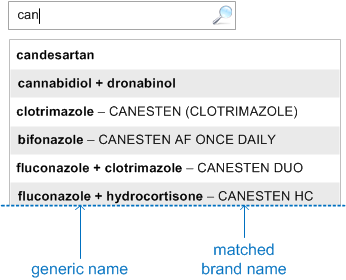 can
candesartan
cannabidiol + dronabinol
clotrimazole – CANESTEN (CLOTRIMAZOLE)
bifonazole – CANESTEN AF ONCE DAILY
fluconazole + clotrimazole – CANESTEN DUO
fluconazole + hydrocortisone – CANESTEN HC
generic name
matched
brand name